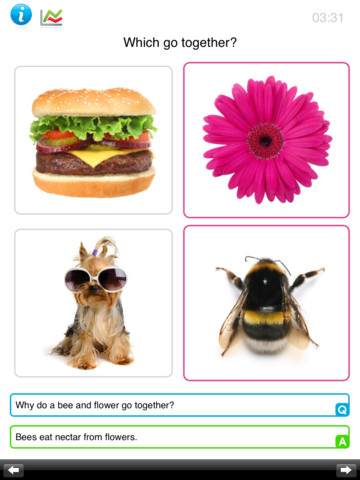 03:31
Which go together?
Why do a bee and flower go together?
Q
Bees eat nectar from flowers.
A